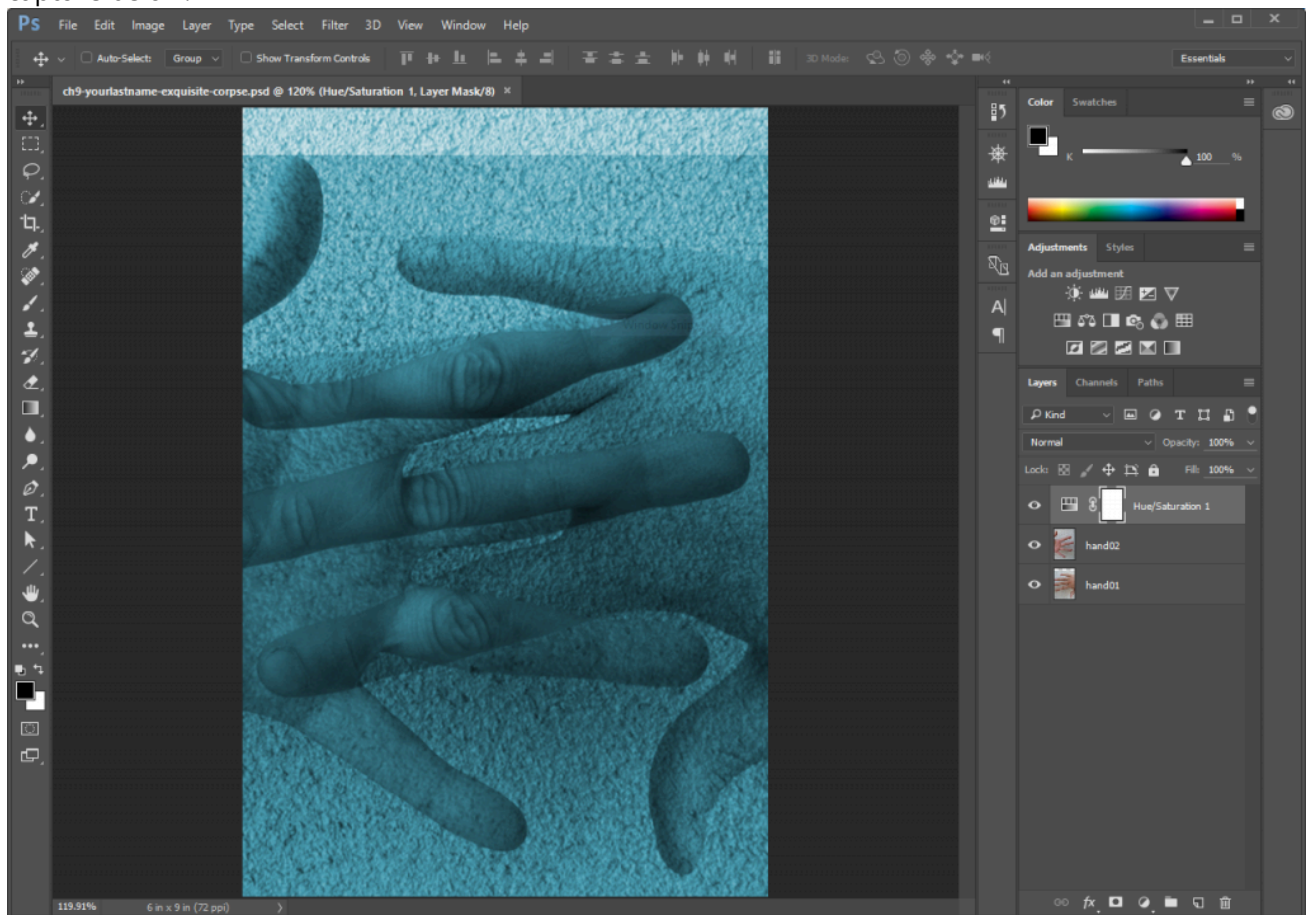 Ps File Edit Image Layer Type Select Filter 3D View Window Help
Auto-Select: Group Show Transform Controls 3D Mode: Essentials
ch9-yourlastname-exquisite-corpse.psd @ 120% (Hue/Saturation 1, Layer Mask/8) ×
Color Swatches
K 100 %
Adjustments Styles
Add an adjustment
Layers Channels Paths
Kind
Normal Opacity: 100%
Lock: Fill: 100%
Hue/Saturation 1
hand02
hand01
119.91% 6 in x 9 in (72 ppi)